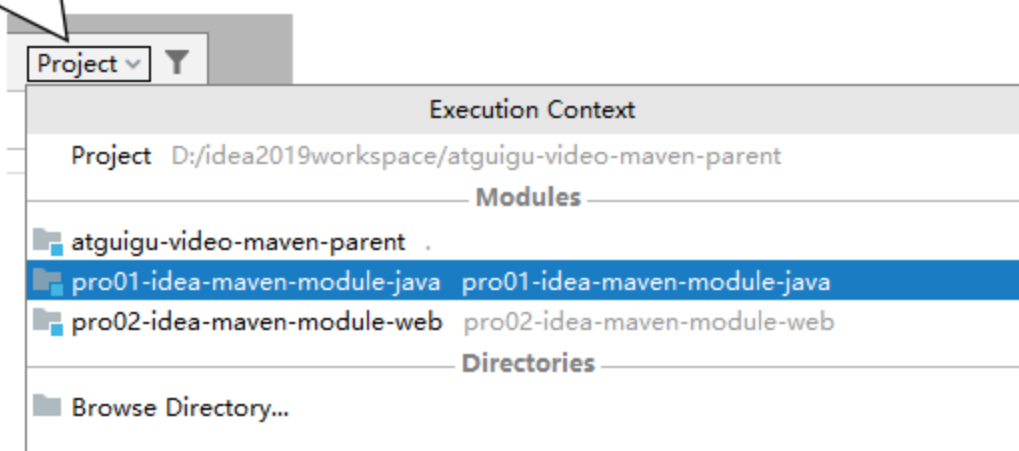 Project
Execution Context
Project D:/idea2019workspace/atguigu-video-maven-parent
Modules
atguigu-video-maven-parent .
pro01-idea-maven-module-java pro01-idea-maven-module-java
pro02-idea-maven-module-web pro02-idea-maven-module-web
Directories
Browse Directory...